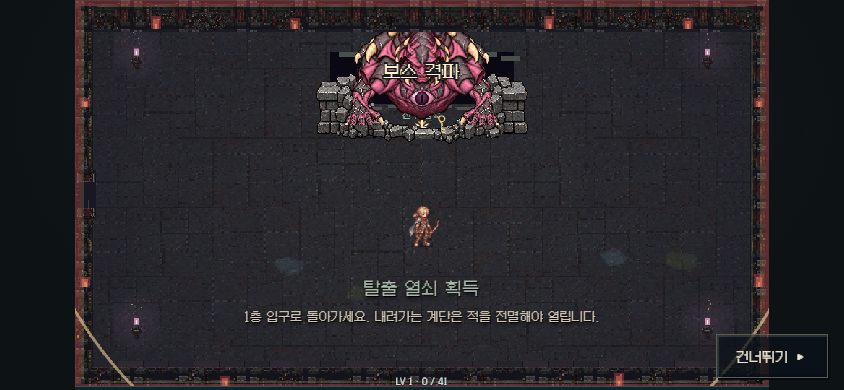 보스 격파
탈출 열쇠 획득
1층 입구로 돌아가세요. 내려가는 계단은 적을 전멸해야 열립니다.
건너뛰기 ▶
LV 1 · 0 / 41